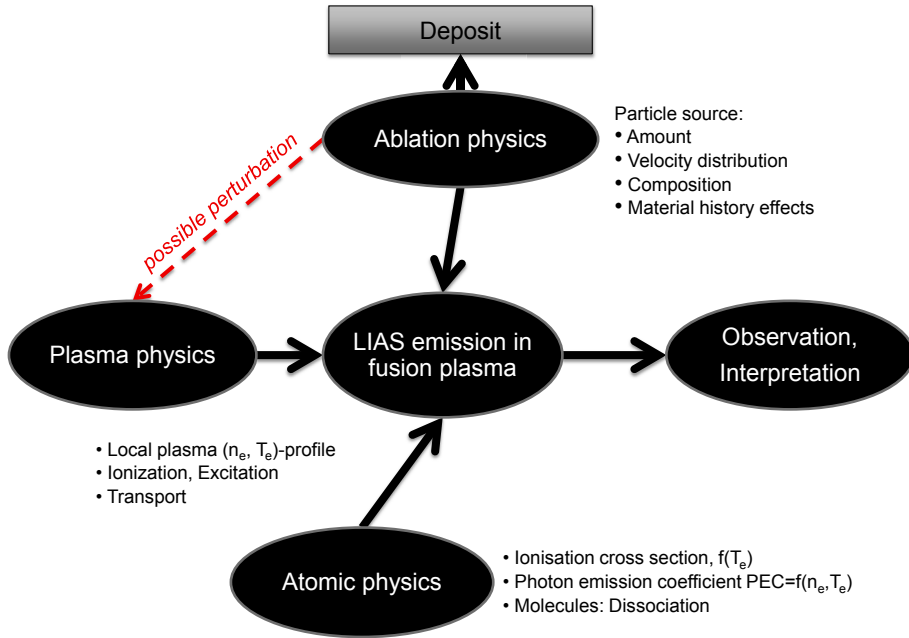 Deposit
Ablation physics
Particle source:
• Amount
• Velocity distribution
• Composition
• Material history effects
possible perturbation
Plasma physics
LIAS emission in
fusion plasma
Observation,
Interpretation
• Local plasma (nₑ, Tₑ)-profile
• Ionization, Excitation
• Transport
Atomic physics
• Ionisation cross section, f(Tₑ)
• Photon emission coefficient PEC=f(nₑ,Tₑ)
• Molecules: Dissociation